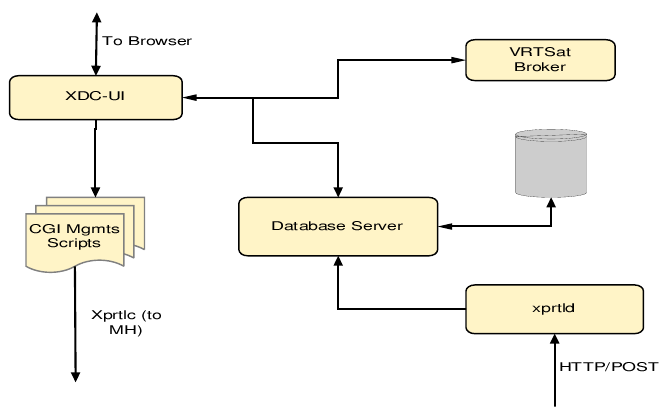 To Browser
VRTSat
Broker
XDC-UI
CGI Mgmts
Scripts
Database Server
Xprtlc (to
MH)
xprtld
HTTP/POST